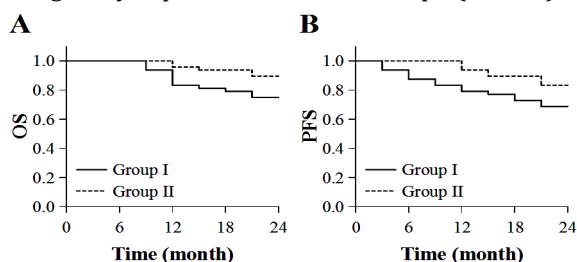 A
B
OS
1.0
0.8
0.6
0.4
0.2
0.0
Group I
Group II
0
6
12
18
24
Time (month)
PFS
1.0
0.8
0.6
0.4
0.2
0.0
Group I
Group II
0
6
12
18
24
Time (month)